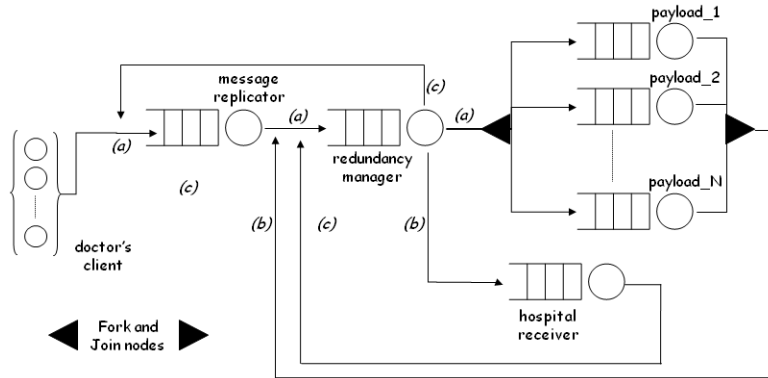 payload_1
(c)
message
replicator
payload_2
(a)
(a)
(a)
redundancy
manager
payload_N
(c)
(b)
(c)
(b)
doctor's
client
hospital
receiver
Fork and
Join nodes